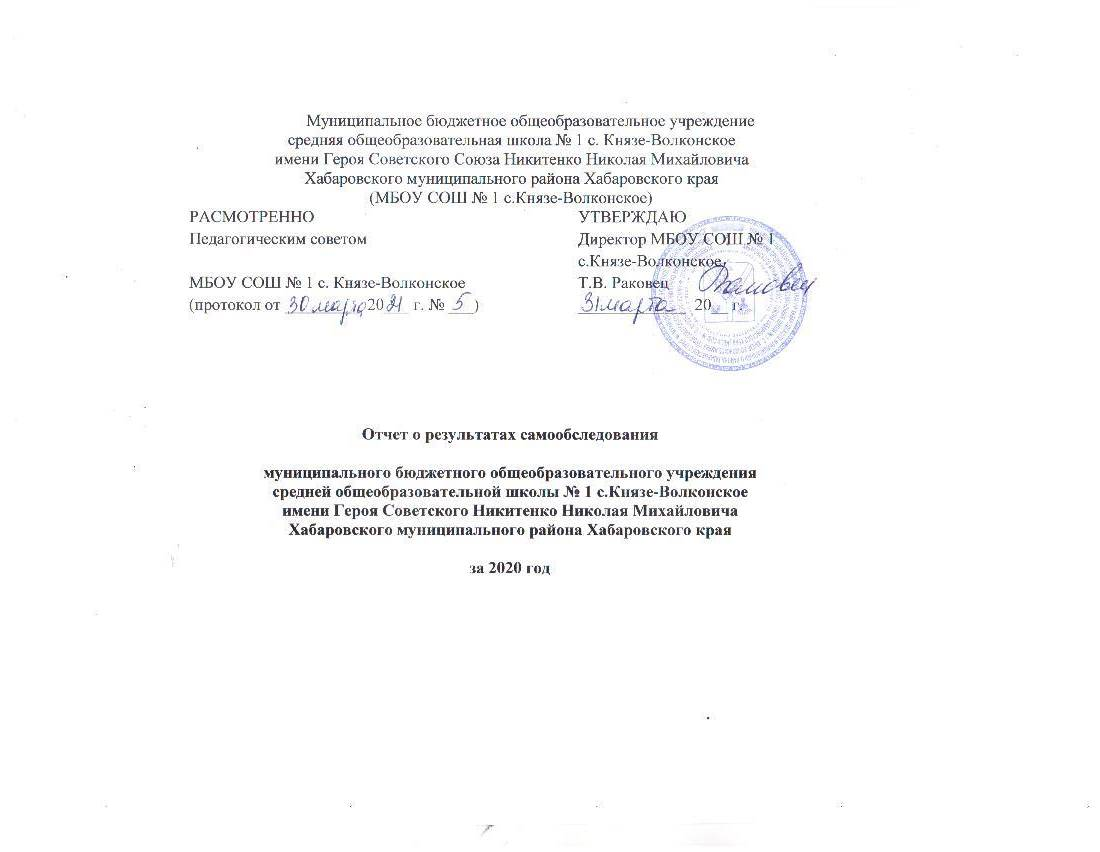 Муниципальное бюджетное общеобразовательное учреждение
средняя общеобразовательная школа № 1 с. Князе-Волконское
имени Героя Советского Союза Никитенко Николая Михайловича
Хабаровского муниципального района Хабаровского края
(МБОУ СОШ № 1 с.Князе-Волконское)
РАСМОТРЕННО
Педагогическим советом
МБОУ СОШ № 1 с. Князе-Волконское
(протокол от 30 марта 2021 г. № 5)
УТВЕРЖДАЮ
Директор МБОУ СОШ № 1
с.Князе-Волконское
Т.В. Раковец
31 марта 20__ г.
Отчет о результатах самообследования
муниципального бюджетного общеобразовательного учреждения
средней общеобразовательной школы № 1 с.Князе-Волконское
имени Героя Советского Никитенко Николая Михайловича
Хабаровского муниципального района Хабаровского края
за 2020 год